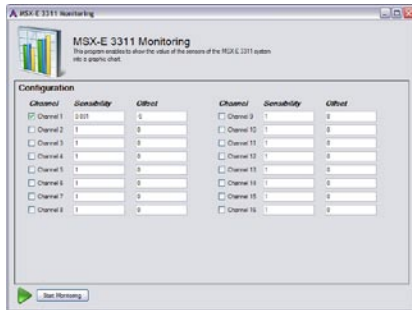 MSX-E 3311 Monitoring
MSX-E 3311 Monitoring
This program enables to show the value of the sensors of the MSX-E 3311 system
into a graphic chart.
Configuration
Channel Sensibility Offset Channel Sensibility Offset
Channel 1 0.001 Channel 9 1 0
Channel 2 1 0 Channel 10 1 0
Channel 3 1 0 Channel 11 1 0
Channel 4 1 0 Channel 12 1 0
Channel 5 1 0 Channel 13 1 0
Channel 6 1 0 Channel 14 1 0
Channel 7 1 0 Channel 15 1 0
Channel 8 1 0 Channel 16 1 0
Start Monitoring